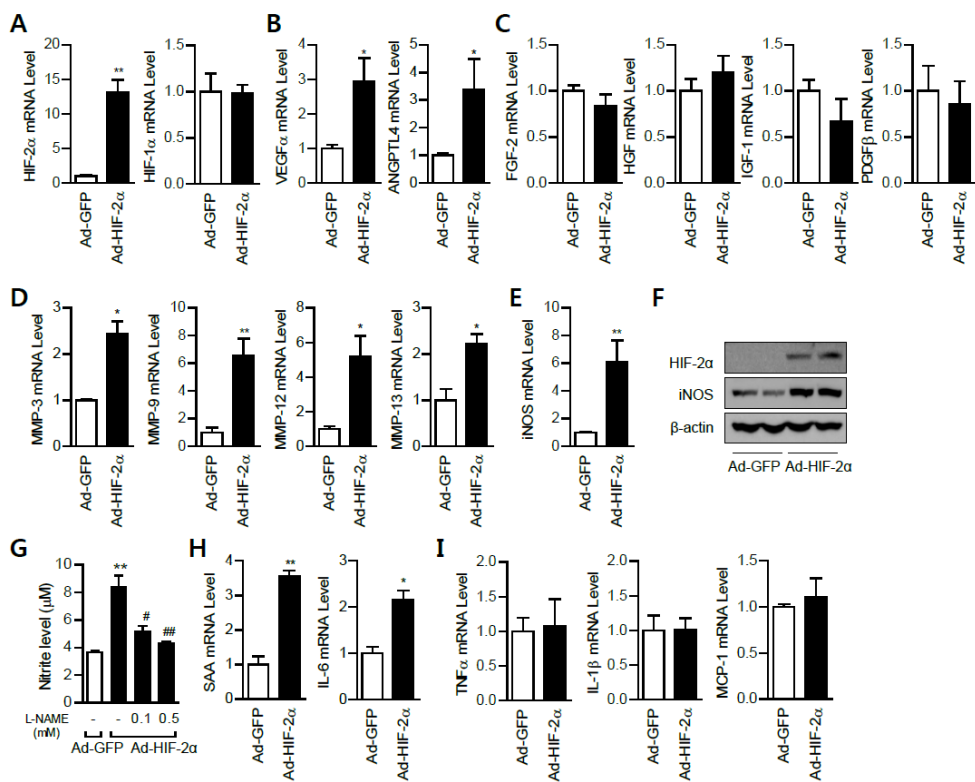 A
HIF-2α mRNA Level
20
15
10
5
0
**
Ad-GFP
Ad-HIF-2α
HIF-1α mRNA Level
1.5
1.0
0.5
0.0
Ad-GFP
Ad-HIF-2α
B
VEGFα mRNA Level
4
3
2
1
0
*
Ad-GFP
Ad-HIF-2α
ANGPTL4 mRNA Level
4
3
2
1
0
*
Ad-GFP
Ad-HIF-2α
C
FGF-2 mRNA Level
1.5
1.0
0.5
0.0
Ad-GFP
Ad-HIF-2α
HGF mRNA Level
1.5
1.0
0.5
0.0
Ad-GFP
Ad-HIF-2α
IGF-1 mRNA Level
1.5
1.0
0.5
0.0
Ad-GFP
Ad-HIF-2α
PDGFβ mRNA Level
1.5
1.0
0.5
0.0
Ad-GFP
Ad-HIF-2α
D
MMP-3 mRNA Level
3
2
1
0
*
Ad-GFP
Ad-HIF-2α
MMP-9 mRNA Level
10
8
6
4
2
0
**
Ad-GFP
Ad-HIF-2α
MMP-12 mRNA Level
8
6
4
2
0
*
Ad-GFP
Ad-HIF-2α
MMP-13 mRNA Level
3
2
1
0
*
Ad-GFP
Ad-HIF-2α
E
iNOS mRNA Level
10
8
6
4
2
0
**
Ad-GFP
Ad-HIF-2α
F
HIF-2α
iNOS
β-actin
Ad-GFP Ad-HIF-2α
G
Nitrite level (μM)
10
8
6
4
2
0
**
#
##
L-NAME - - 0.1 0.5
(mM)
Ad-GFP Ad-HIF-2α
H
SAA mRNA Level
4
3
2
1
0
**
Ad-GFP
Ad-HIF-2α
IL-6 mRNA Level
3
2
1
0
*
Ad-GFP
Ad-HIF-2α
I
TNFα mRNA Level
2.0
1.5
1.0
0.5
0.0
Ad-GFP
Ad-HIF-2α
IL-1β mRNA Level
2.0
1.5
1.0
0.5
0.0
Ad-GFP
Ad-HIF-2α
MCP-1 mRNA Level
1.5
1.0
0.5
0.0
Ad-GFP
Ad-HIF-2α